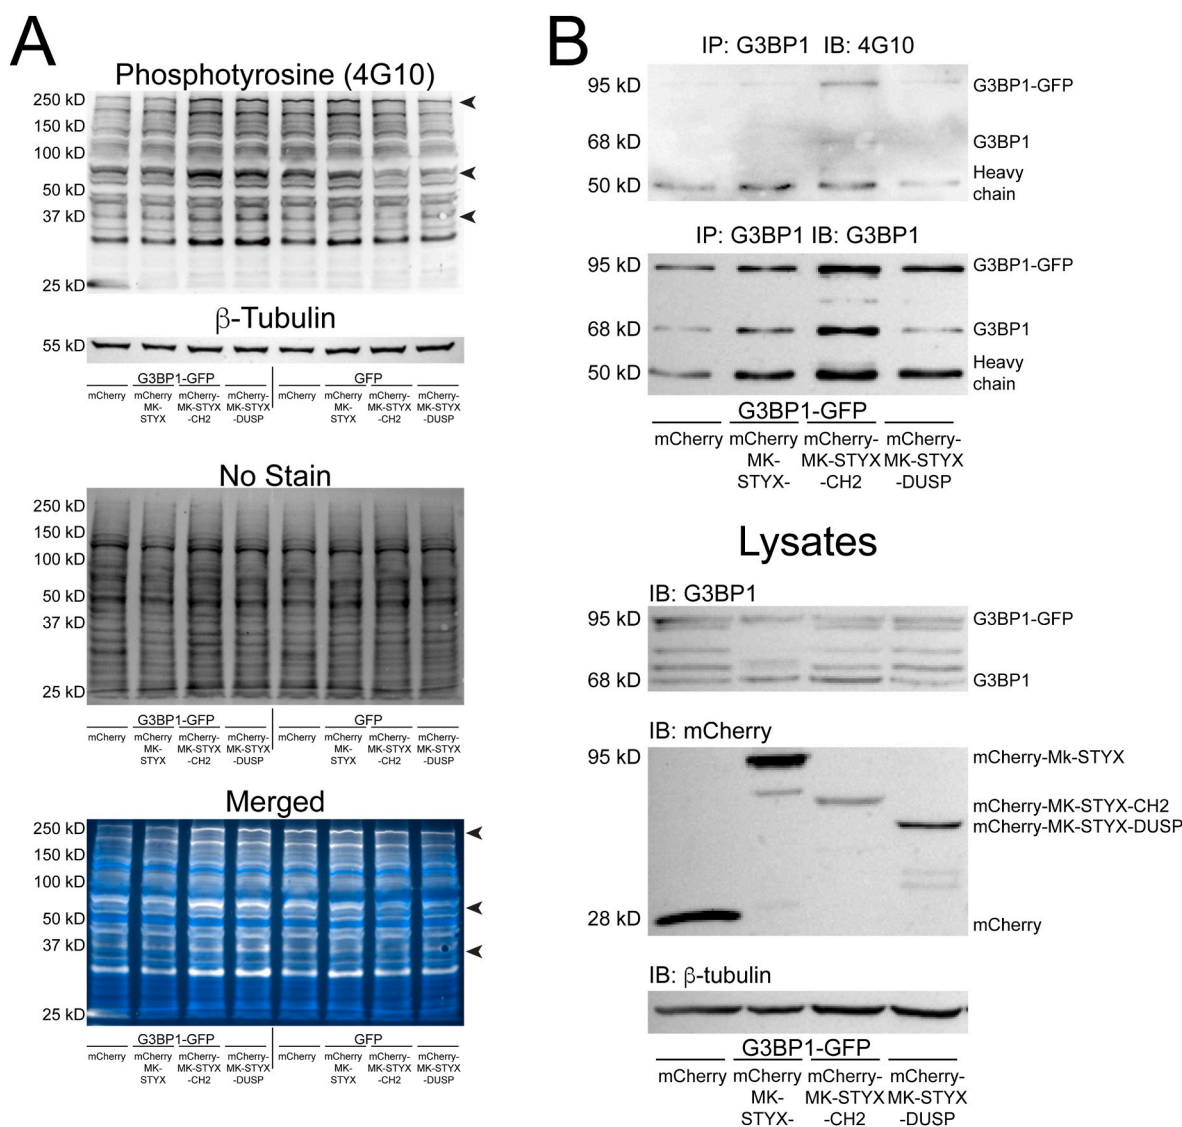 A
Phosphotyrosine (4G10)
250 kD
150 kD
100 kD
50 kD
37 kD
25 kD
β-Tubulin
55 kD
G3BP1-GFP
GFP
mCherry
mCherry
MK-
STYX
mCherry-
MK-STYX
-CH2
mCherry-
MK-STYX
-DUSP
mCherry
mCherry
MK-
STYX
mCherry-
MK-STYX
-CH2
mCherry-
MK-STYX
-DUSP
No Stain
250 kD
150 kD
100 kD
50 kD
37 kD
25 kD
G3BP1-GFP
GFP
mCherry
mCherry
MK-
STYX
mCherry-
MK-STYX
-CH2
mCherry-
MK-STYX
-DUSP
mCherry
mCherry
MK-
STYX
mCherry-
MK-STYX
-CH2
mCherry-
MK-STYX
-DUSP
Merged
250 kD
150 kD
100 kD
50 kD
37 kD
25 kD
G3BP1-GFP
GFP
mCherry
mCherry
MK-
STYX
mCherry-
MK-STYX
-CH2
mCherry-
MK-STYX
-DUSP
mCherry
mCherry
MK-
STYX
mCherry-
MK-STYX
-CH2
mCherry-
MK-STYX
-DUSP
B
IP: G3BP1 IB: 4G10
95 kD
G3BP1-GFP
68 kD
G3BP1
50 kD
Heavy
chain
IP: G3BP1 IB: G3BP1
95 kD
G3BP1-GFP
68 kD
G3BP1
50 kD
Heavy
chain
G3BP1-GFP
mCherry
mCherry
MK-
STYX-
mCherry-
MK-STYX
-CH2
mCherry-
MK-STYX
-DUSP
Lysates
IB: G3BP1
95 kD
G3BP1-GFP
68 kD
G3BP1
IB: mCherry
95 kD
mCherry-Mk-STYX
mCherry-MK-STYX-CH2
mCherry-MK-STYX-DUSP
28 kD
mCherry
IB: β-tubulin
G3BP1-GFP
mCherry
mCherry
MK-
STYX-
mCherry-
MK-STYX
-CH2
mCherry-
MK-STYX
-DUSP